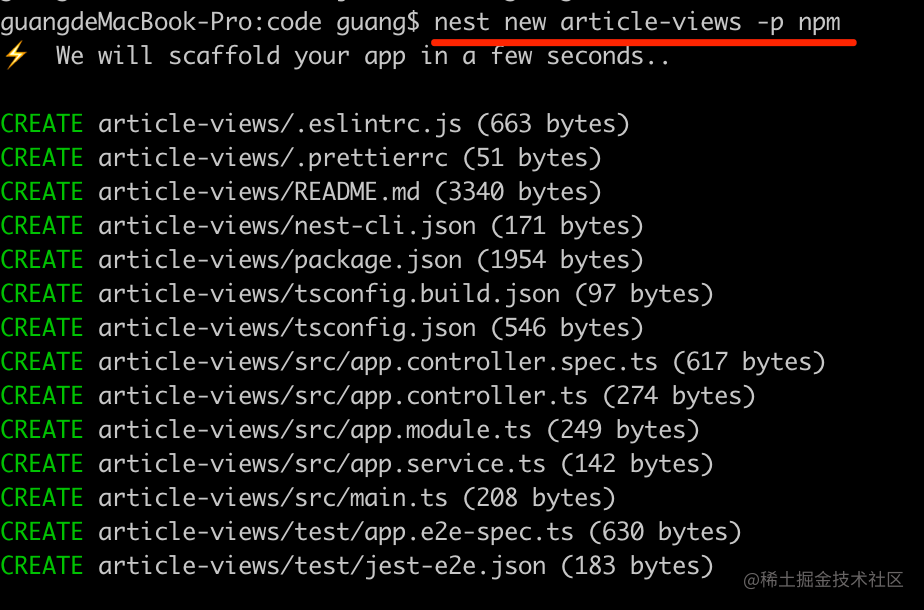 guangdeMacBook-Pro:code guang$ nest new article-views -p npm
⚡ We will scaffold your app in a few seconds..
CREATE article-views/.eslintrc.js (663 bytes)
CREATE article-views/.prettierrc (51 bytes)
CREATE article-views/README.md (3340 bytes)
CREATE article-views/nest-cli.json (171 bytes)
CREATE article-views/package.json (1954 bytes)
CREATE article-views/tsconfig.build.json (97 bytes)
CREATE article-views/tsconfig.json (546 bytes)
CREATE article-views/src/app.controller.spec.ts (617 bytes)
CREATE article-views/src/app.controller.ts (274 bytes)
CREATE article-views/src/app.module.ts (249 bytes)
CREATE article-views/src/app.service.ts (142 bytes)
CREATE article-views/src/main.ts (208 bytes)
CREATE article-views/test/app.e2e-spec.ts (630 bytes)
CREATE article-views/test/jest-e2e.json (183 bytes)
@稀土掘金技术社区